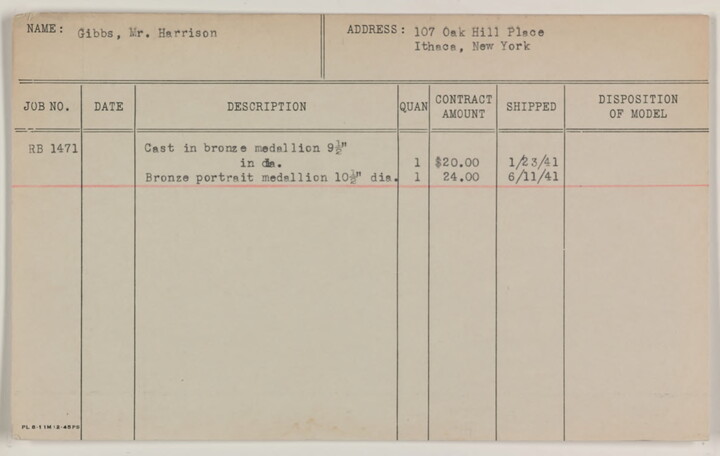 NAME: Gibbs, Mr. Harrison
ADDRESS: 107 Oak Hill Place
Ithaca, New York
JOB NO. DATE DESCRIPTION QUAN CONTRACT AMOUNT SHIPPED DISPOSITION OF MODEL
RB 1471 Cast in bronze medallion 9½"
in dia. 1 $20.00 1/23/41
Bronze portrait medallion 10½" dia. 1 24.00 6/11/41